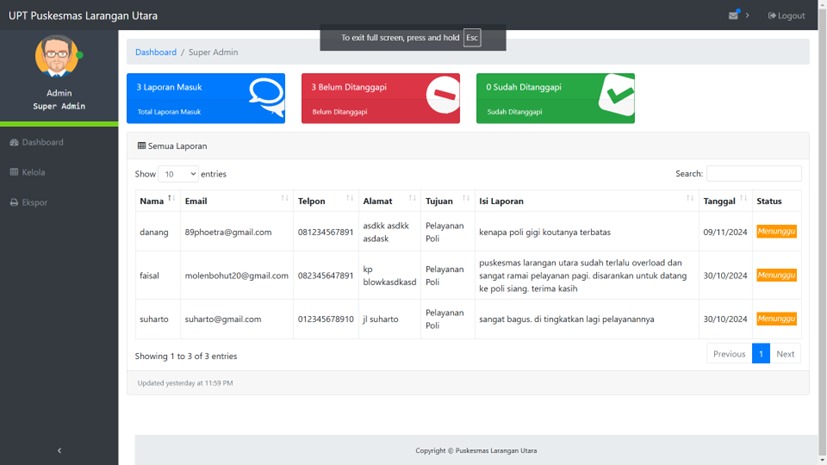 UPT Puskesmas Larangan Utara
Logout
To exit full screen, press and hold Esc
Admin
Super Admin
Dashboard
Kelola
Ekspor
Dashboard / Super Admin
3 Laporan Masuk
Total Laporan Masuk
3 Belum Ditanggapi
Belum Ditanggapi
0 Sudah Ditanggapi
Sudah Ditanggapi
Semua Laporan
Show 10 entries
Search:
Nama Email Telpon Alamat Tujuan Isi Laporan Tanggal Status
danang 89phoetra@gmail.com 081234567891 asdkk asdkk asdask Pelayanan Poli kenapa poli gigi koutanya terbatas 09/11/2024 Menunggu
faisal molenbohut20@gmail.com 082345647891 kp blowkasdkasd Pelayanan Poli puskesmas larangan utara sudah terlalu overload dan sangat ramai pelayanan pagi. disarankan untuk datang ke poli siang. terima kasih 30/10/2024 Menunggu
suharto suharto@gmail.com 012345678910 jl suharto Pelayanan Poli sangat bagus. di tingkatkan lagi pelayanannya 30/10/2024 Menunggu
Showing 1 to 3 of 3 entries
Previous 1 Next
Updated yesterday at 11:59 PM
Copyright © Puskesmas Larangan Utara